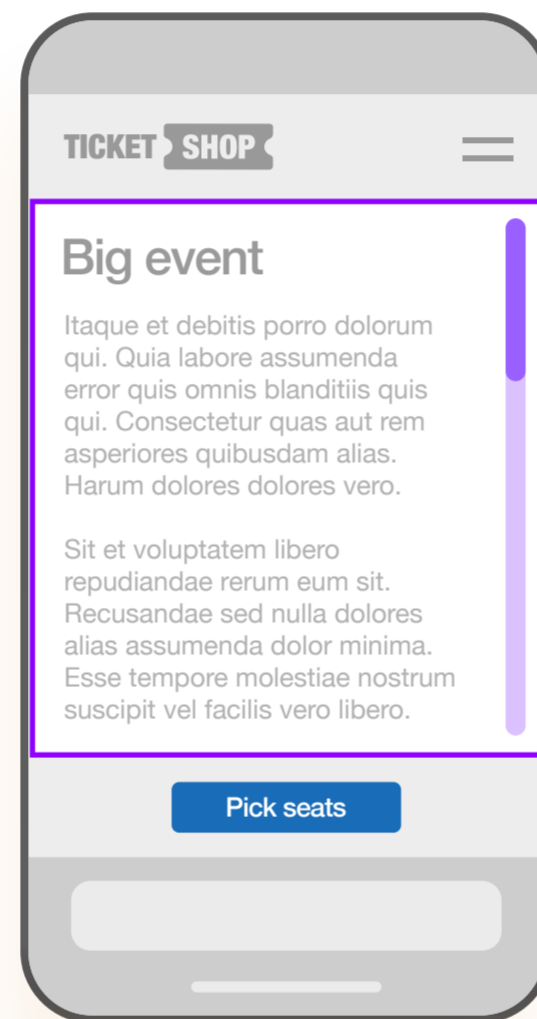 TICKET SHOP
Big event
Itaque et debitis porro dolorum
qui. Quia labore assumenda
error quis omnis blanditiis quis
qui. Consectetur quas aut rem
asperiores quibusdam alias.
Harum dolores dolores vero.
Sit et voluptatem libero
repudiandae rerum eum sit.
Recusandae sed nulla dolores
alias assumenda dolor minima.
Esse tempore molestiae nostrum
suscipit vel facilis vero libero.
Pick seats